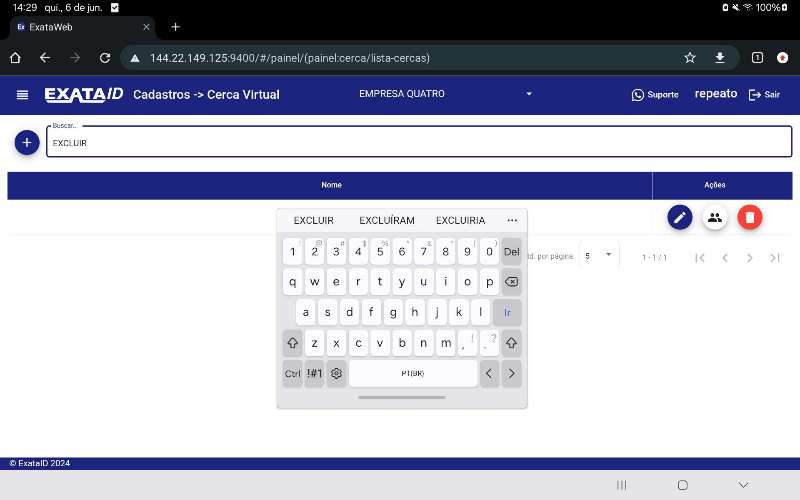 14:29 qui., 6 de jun.
100%
Ex ExataWeb
144.22.149.125:9400/#/painel/(painel:cerca/lista-cercas)
1
EXATAID Cadastros -> Cerca Virtual
EMPRESA QUATRO
Suporte
repeato
Sair
Buscar...
EXCLUIR
Nome
Ações
EXCLUIR EXCLUÍRAM EXCLUIRIA ...
1 2 3 4 5 6 7 8 9 0 Del
q w e r t y u i o p
a s d f g h j k l Ir
z x c v b n m , ! . ?
Ctrl !#1 PT(BR) < >
td. por página: 5
1 - 1 / 1
© ExataID 2024